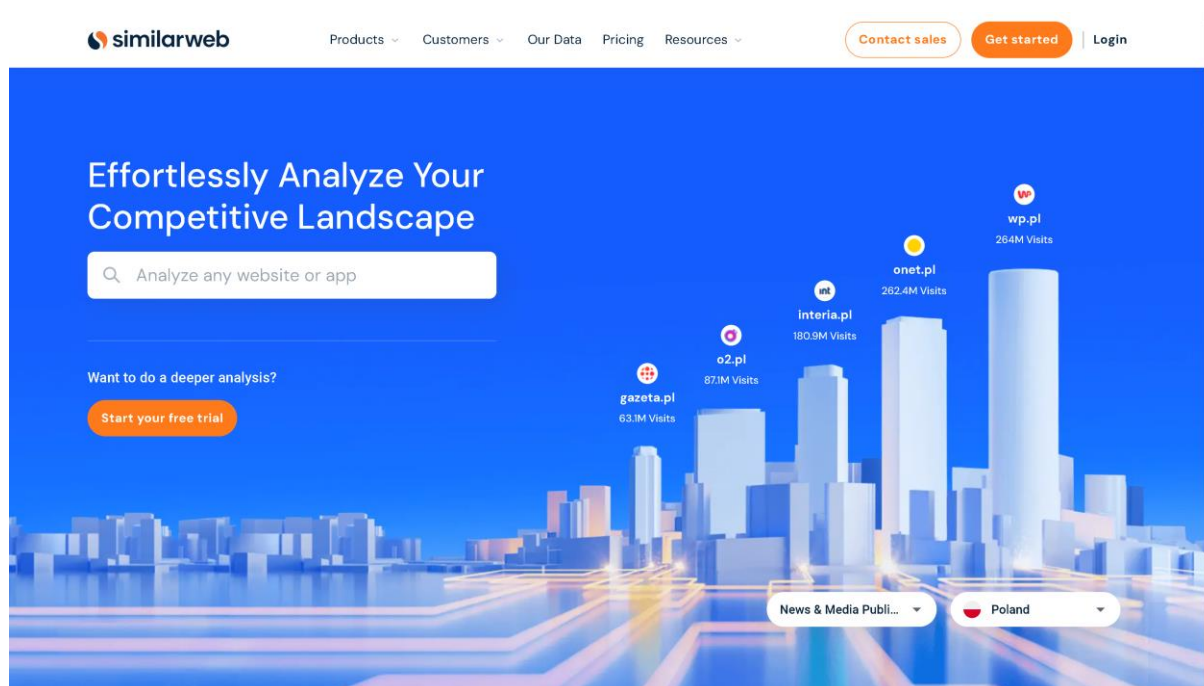 similarweb
Products
Customers
Our Data
Pricing
Resources
Contact sales
Get started
Login
Effortlessly Analyze Your
Competitive Landscape
Analyze any website or app
Want to do a deeper analysis?
Start your free trial
wp.pl
264M Visits
onet.pl
262.4M Visits
int
interia.pl
180.9M Visits
o2.pl
87.1M Visits
gazeta.pl
63.1M Visits
News & Media Publi...
Poland